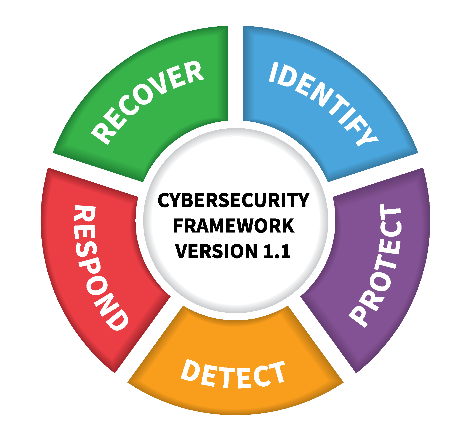 CYBERSECURITY
FRAMEWORK
VERSION 1.1
IDENTIFY
PROTECT
DETECT
RESPOND
RECOVER